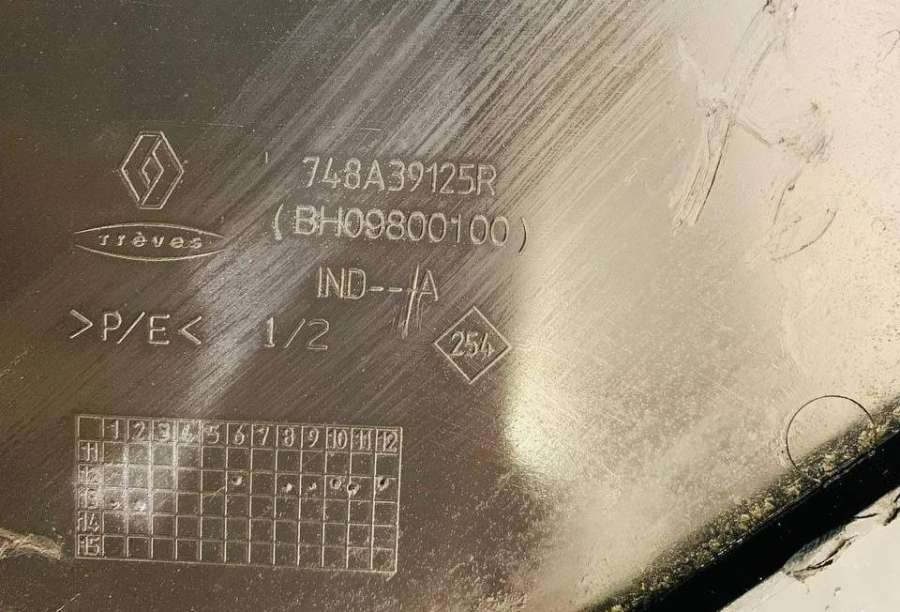 748A39125R
Trèves
(BH09800100)
IND---A
>P/E< 1/2
254
1 2 3 4 5 6 7 8 9 10 11 12
11
12
13
14
15